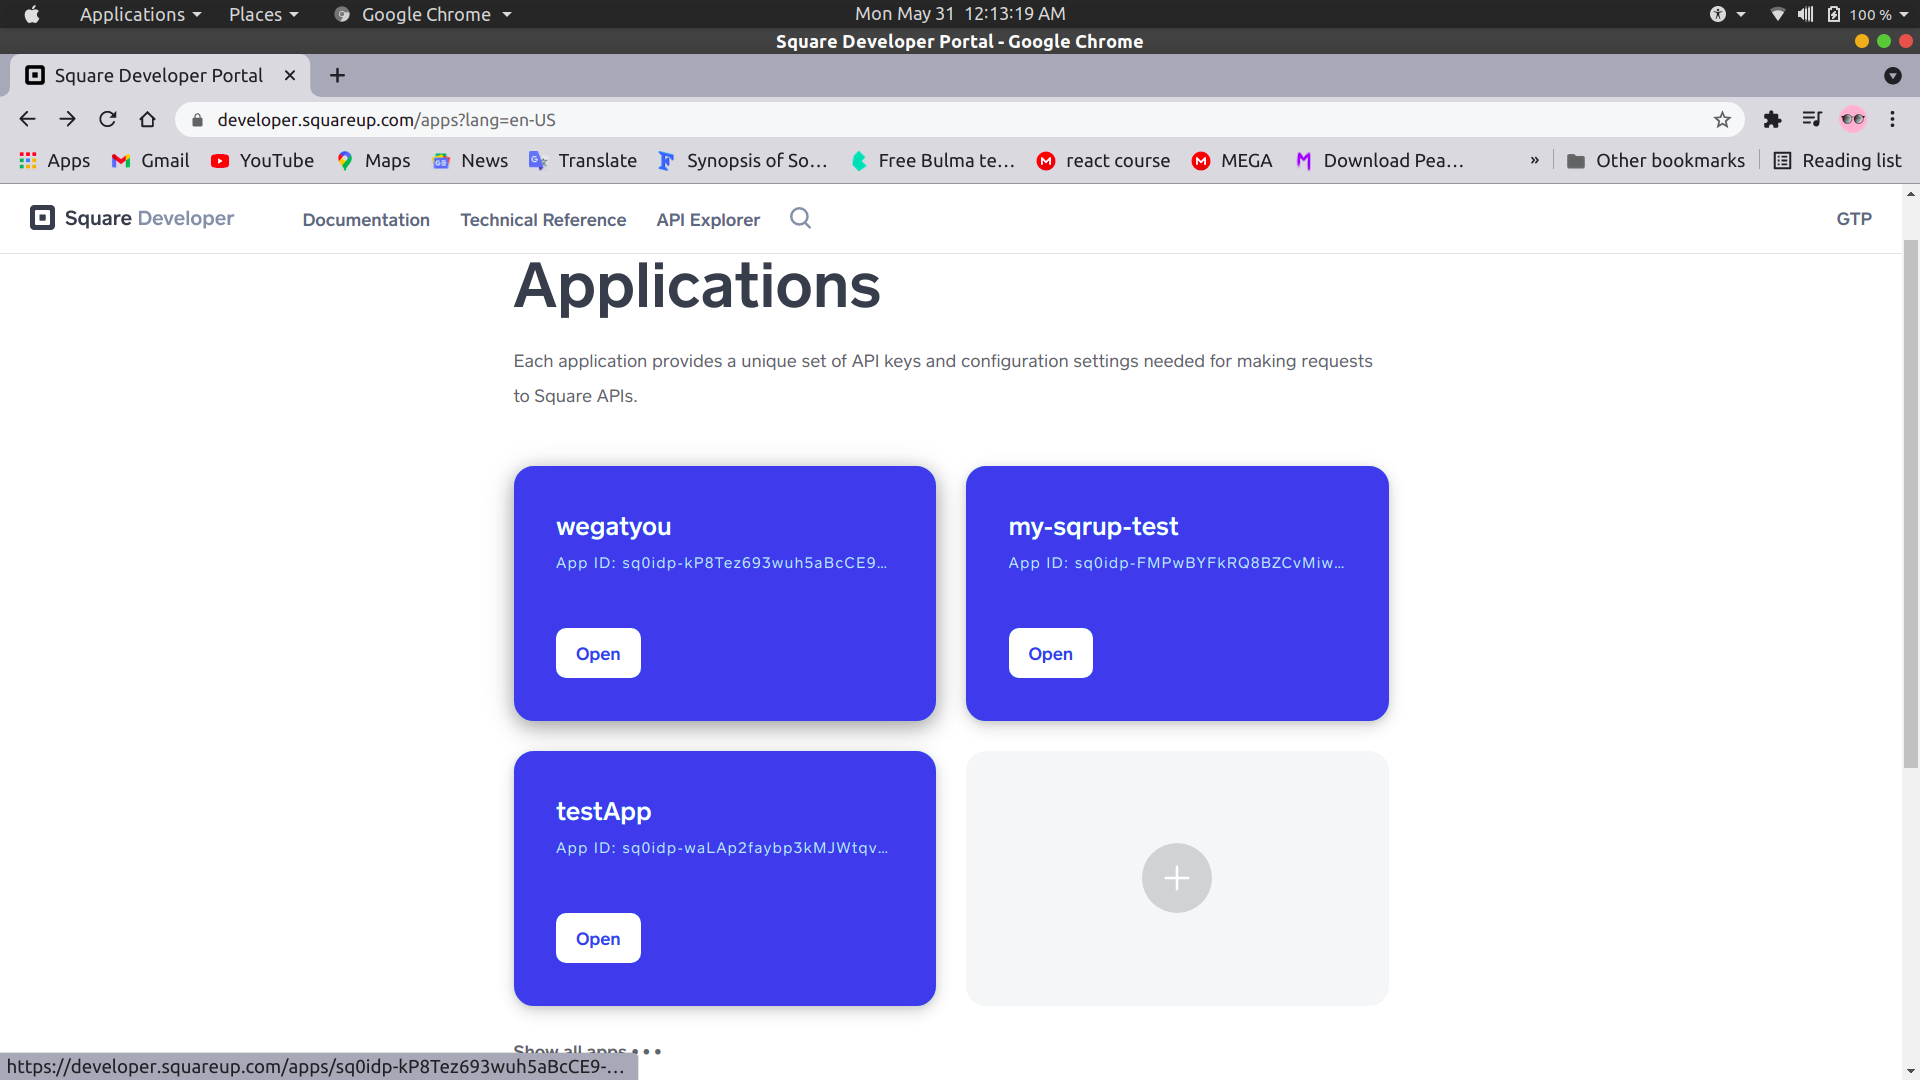 Applications Places Google Chrome Mon May 31 12:13:19 AM 100 %
Square Developer Portal - Google Chrome
Square Developer Portal
developer.squareup.com/apps?lang=en-US
Apps Gmail YouTube Maps News Translate Synopsis of So... Free Bulma te... react course MEGA Download Pea... » Other bookmarks Reading list
Square Developer Documentation Technical Reference API Explorer GTP
Applications
Each application provides a unique set of API keys and configuration settings needed for making requests
to Square APIs.
wegatyou
App ID: sq0idp-kP8Tez693wuh5aBcCE9...
Open
my-sqrup-test
App ID: sq0idp-FMPwBYFkRQ8BZCvMiw...
Open
testApp
App ID: sq0idp-waLAp2faybp3kMJWtqv...
Open
Show all apps •••
https://developer.squareup.com/apps/sq0idp-kP8Tez693wuh5aBcCE9-...